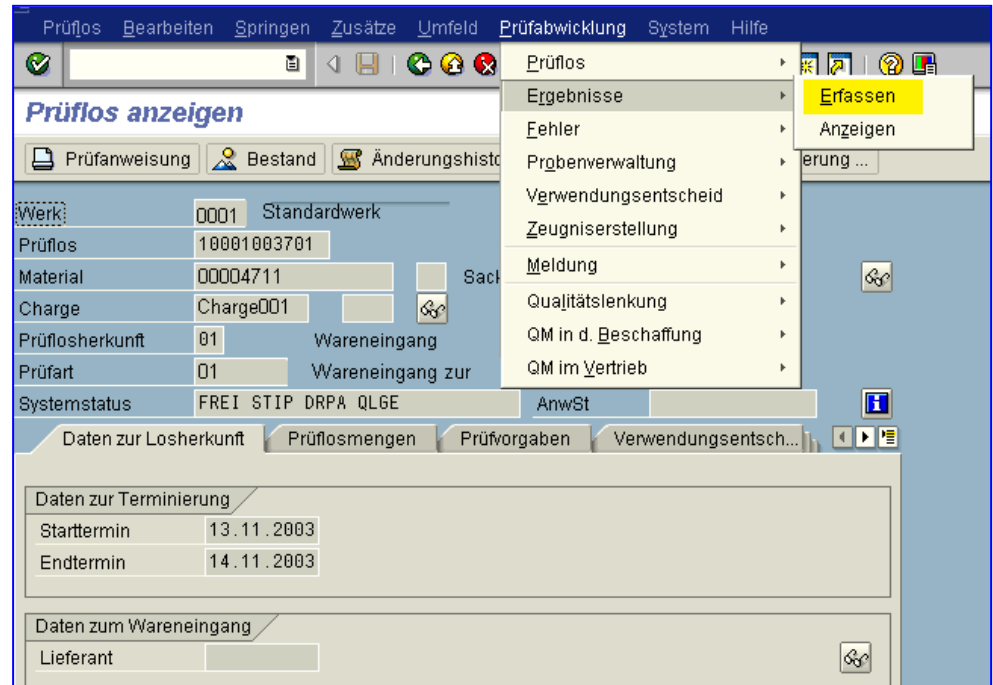 Prüflos Bearbeiten Springen Zusätze Umfeld Prüfabwicklung System Hilfe
Prüflos
Ergebnisse
Erfassen
Prüflos anzeigen
Fehler
Anzeigen
Prüfanweisung Bestand Änderungshisto
Probenverwaltung
erung ...
Verwendungsentscheid
Werk 0001 Standardwerk
Zeugniserstellung
Prüflos 10001003701
Meldung
Material 00004711 Sack
Charge Charge001
Qualitätslenkung
Prüflosherkunft 01 Wareneingang
QM in d. Beschaffung
Prüfart 01 Wareneingang zur
QM im Vertrieb
Systemstatus FREI STIP DRPA QLGE AnwSt
Daten zur Losherkunft Prüflosmengen Prüfvorgaben Verwendungsentsch...
Daten zur Terminierung
Starttermin 13.11.2003
Endtermin 14.11.2003
Daten zum Wareneingang
Lieferant